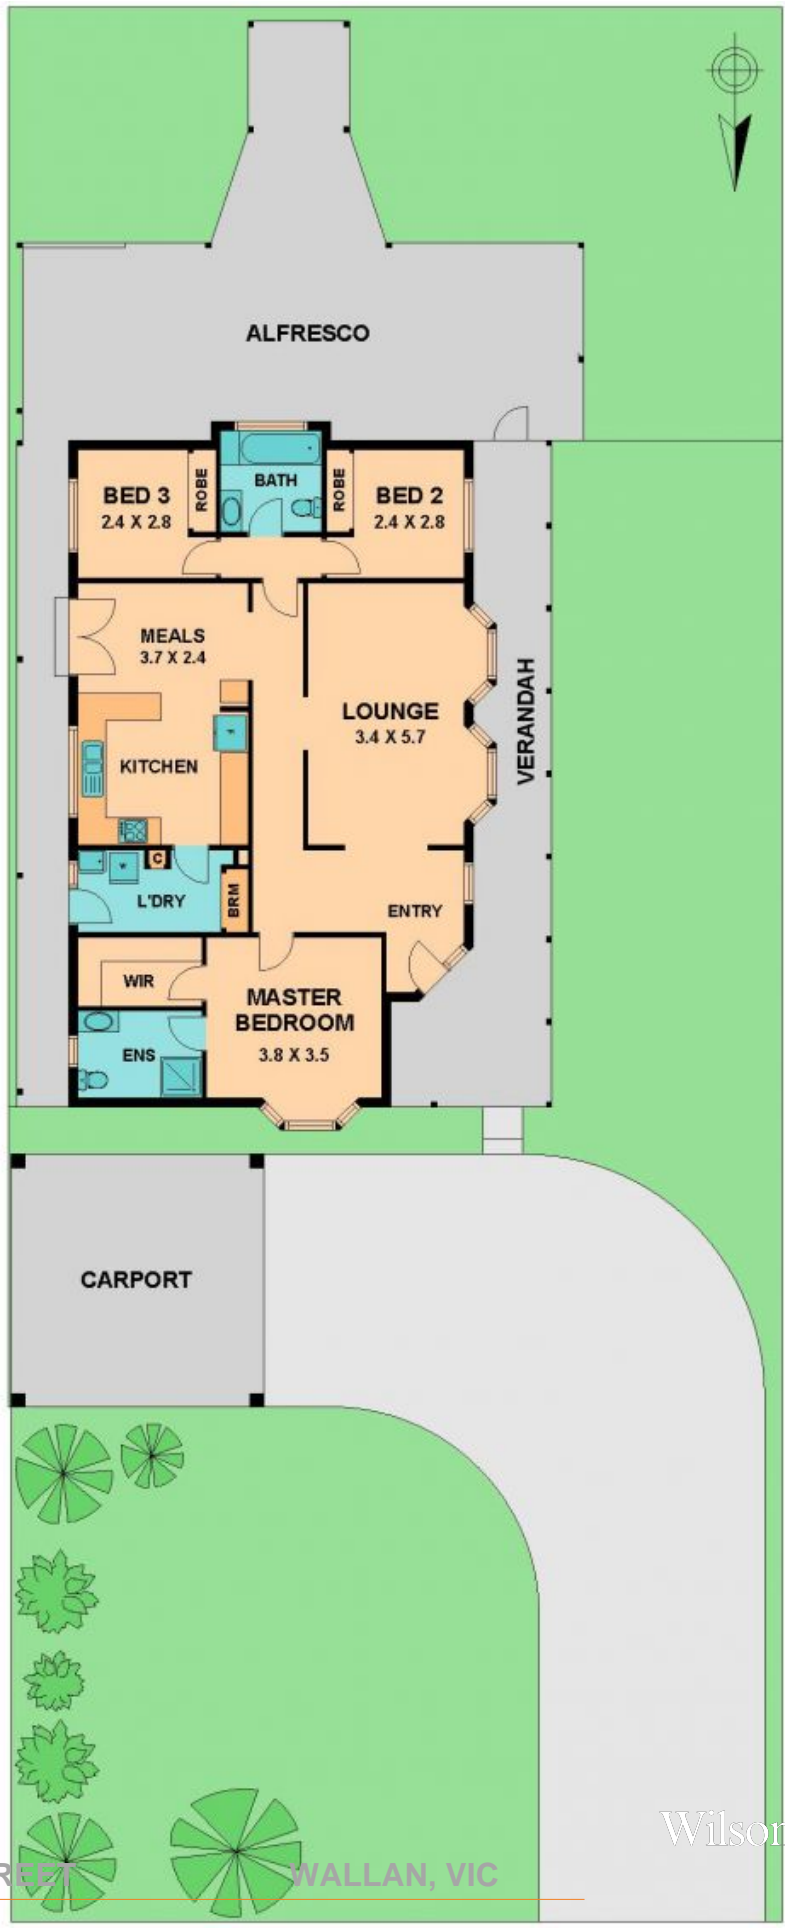 ALFRESCO
BED 3
2.4 X 2.8
ROBE
BATH
ROBE
BED 2
2.4 X 2.8
MEALS
3.7 X 2.4
LOUNGE
3.4 X 5.7
VERANDAH
KITCHEN
C
L'DRY
BRM
ENTRY
WIR
MASTER
BEDROOM
3.8 X 3.5
ENS
CARPORT
Wilson
REET WALLAN, VIC